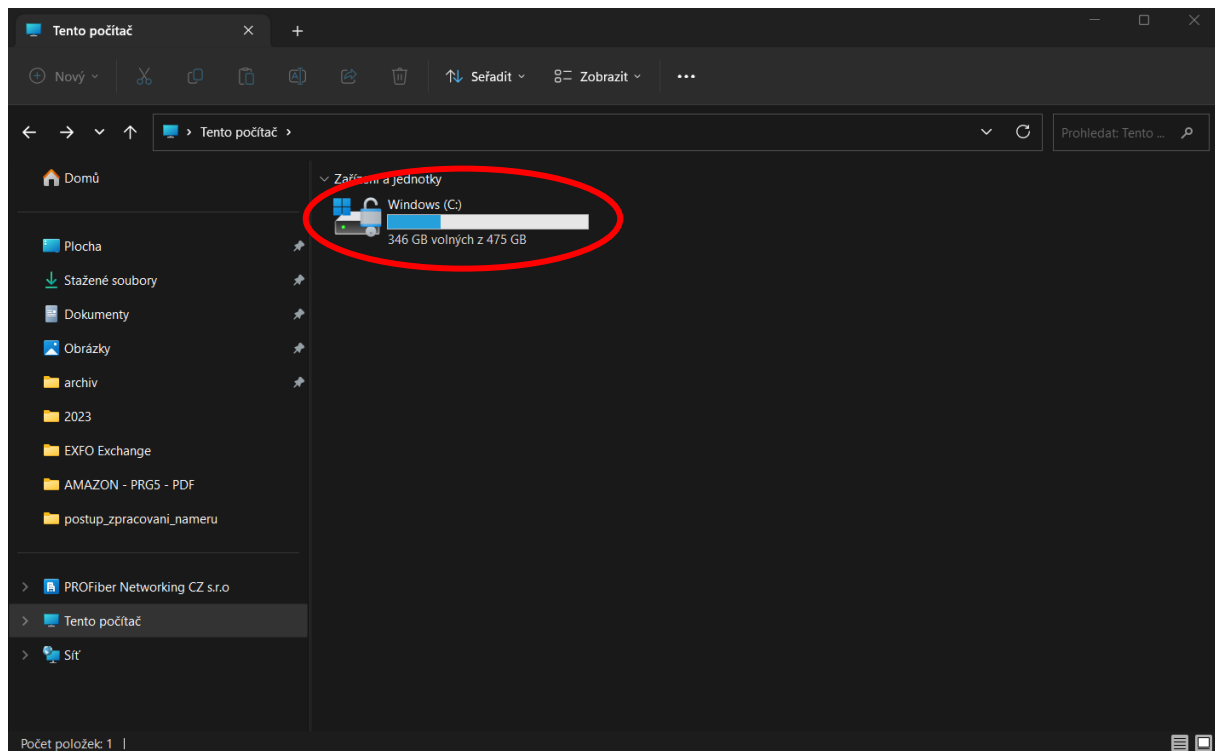 Tento počítač
Nový
Seřadit
Zobrazit
Tento počítač
Prohledat: Tento ...
Domů
Plocha
Stažené soubory
Dokumenty
Obrázky
archiv
2023
EXFO Exchange
AMAZON - PRG5 - PDF
postup_zpracovani_nameru
PROFiber Networking CZ s.r.o
Tento počítač
Síť
Zařízení a jednotky
Windows (C:)
346 GB volných z 475 GB
Počet položek: 1